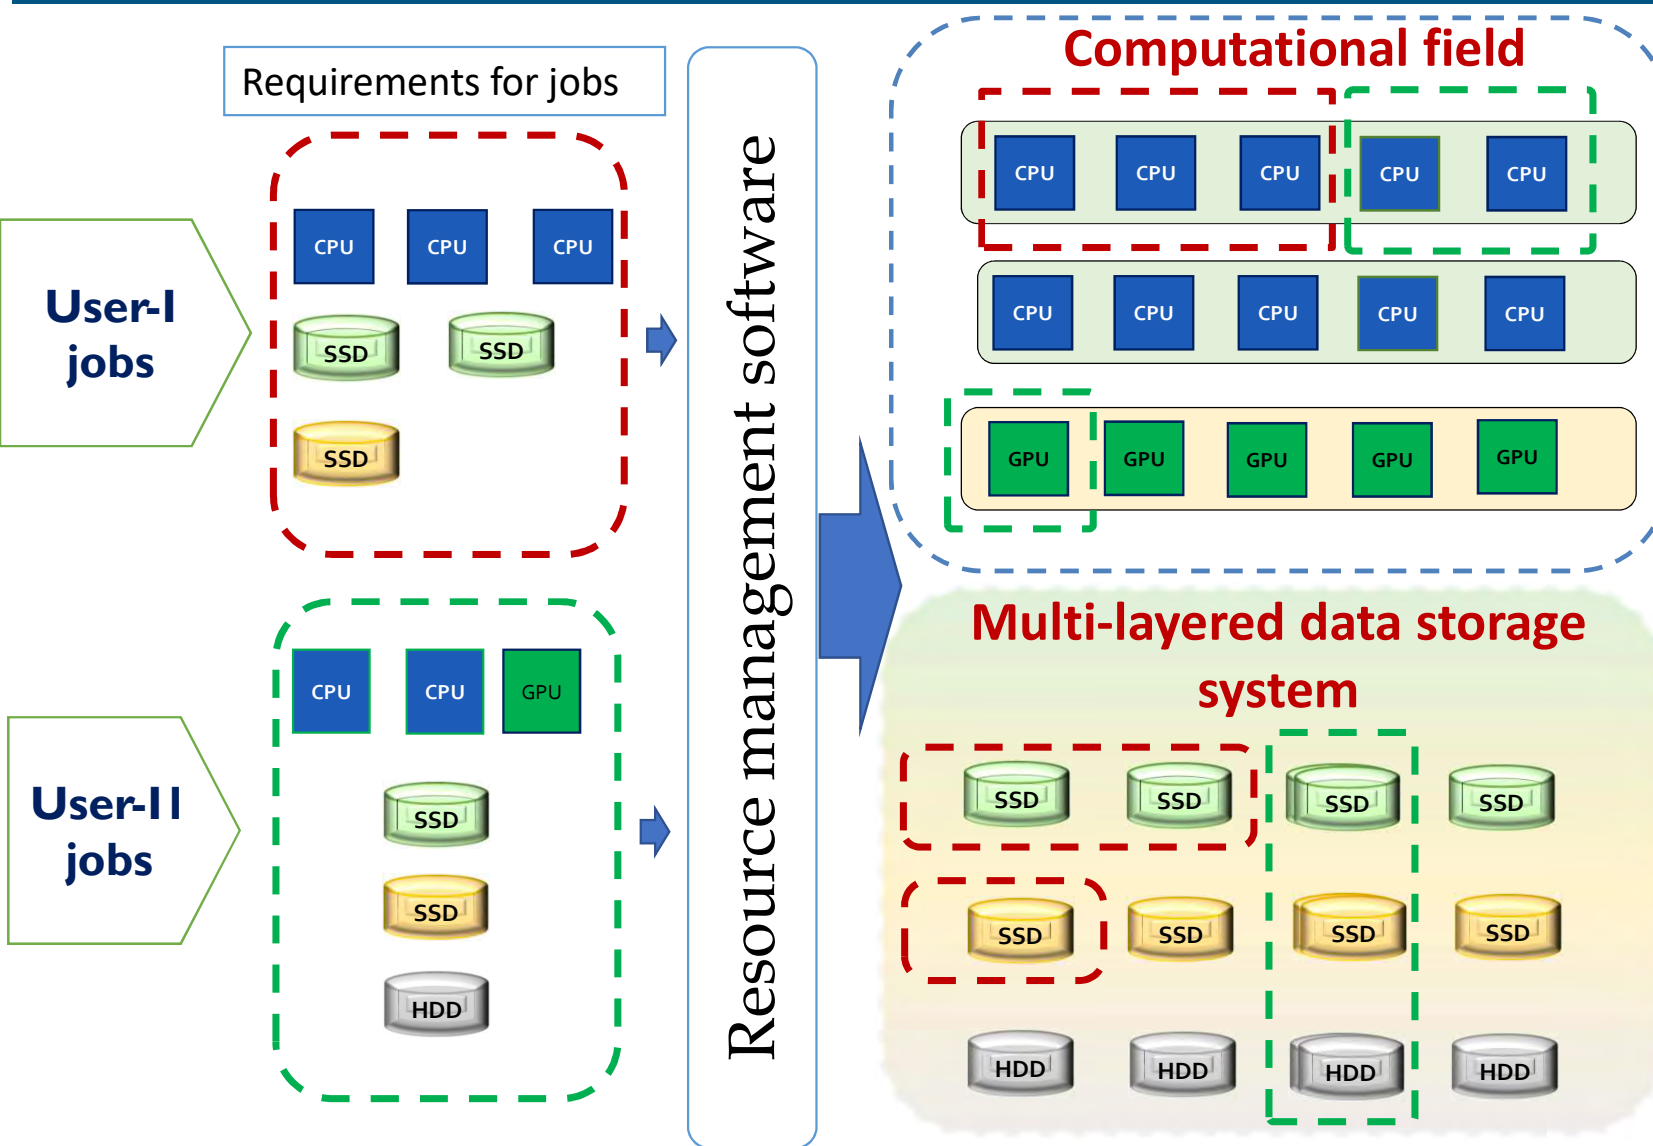 Requirements for jobs
User-I
jobs
CPU CPU CPU
SSD SSD
SSD
User-II
jobs
CPU CPU GPU
SSD
SSD
HDD
Resource management software
Computational field
CPU CPU CPU CPU CPU
CPU CPU CPU CPU CPU
GPU GPU GPU GPU GPU
Multi-layered data storage
system
SSD SSD SSD SSD
SSD SSD SSD SSD
HDD HDD HDD HDD